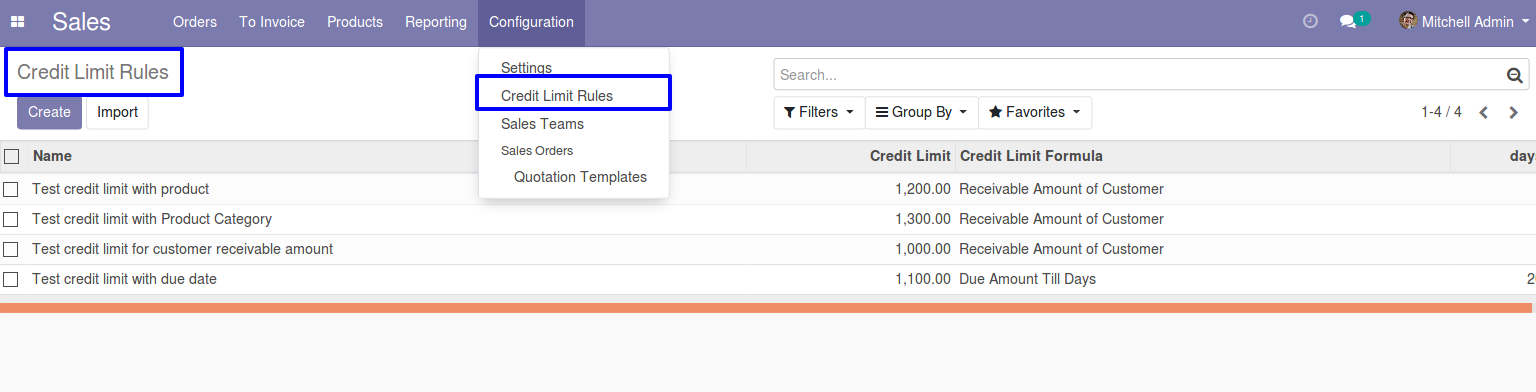 Sales Orders To Invoice Products Reporting Configuration 1 Mitchell Admin
Credit Limit Rules
Settings
Search...
Credit Limit Rules
Create Import
Filters Group By Favorites 1-4 / 4
Sales Teams
Sales Orders
Quotation Templates
Name Credit Limit Credit Limit Formula days
Test credit limit with product 1,200.00 Receivable Amount of Customer
Test credit limit with Product Category 1,300.00 Receivable Amount of Customer
Test credit limit for customer receivable amount 1,000.00 Receivable Amount of Customer
Test credit limit with due date 1,100.00 Due Amount Till Days